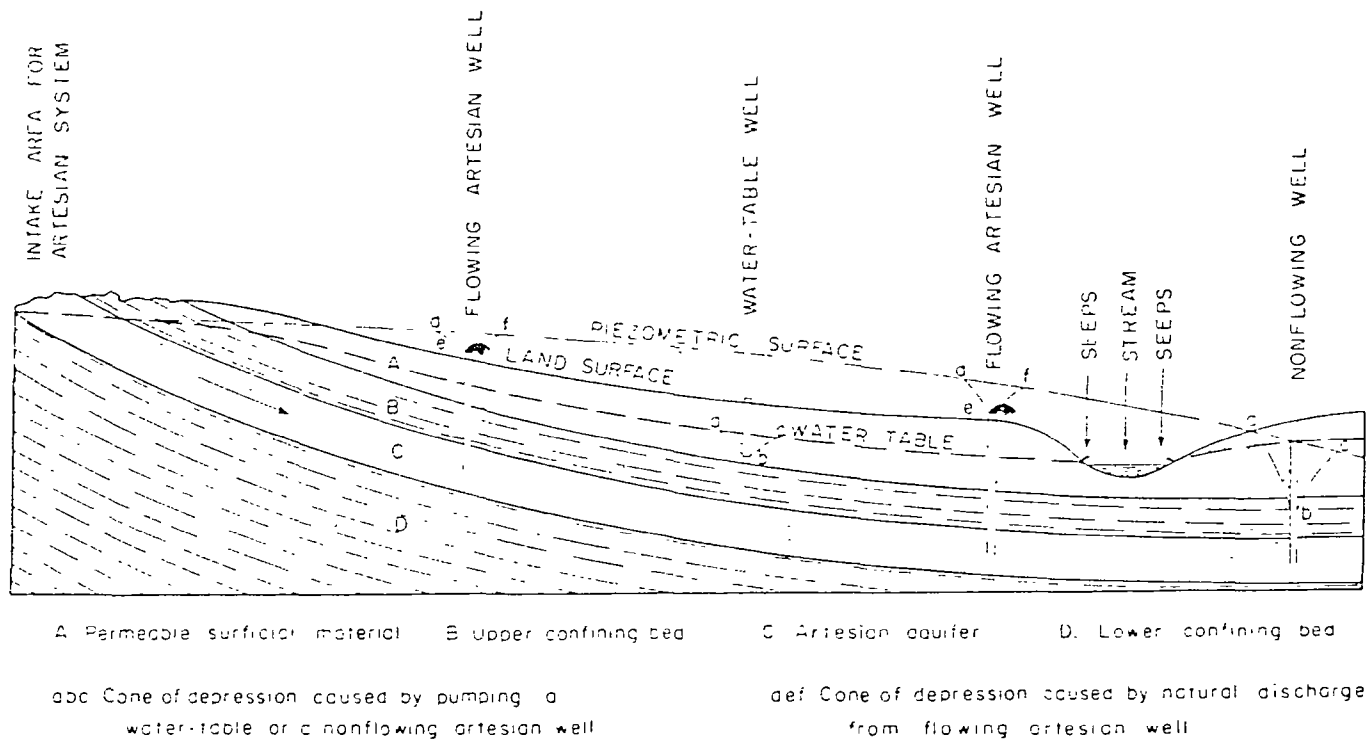 INTAKE AREA FOR
ARTESIAN SYSTEM
FLOWING ARTESIAN WELL
WATER-TABLE WELL
FLOWING ARTESIAN WELL
SEEPS
STREAM
SEEPS
NONFLOWING WELL
PIEZOMETRIC SURFACE
LAND SURFACE
WATER TABLE
a
e
f
a
f
e
a
b
b
A
B
C
D
A Permeable surficial material
B Upper confining bed
C Artesian aquifer
D. Lower confining bed
abc Cone of depression caused by pumping a
water-table or a nonflowing artesian well
aef Cone of depression caused by natural discharge
from flowing artesian well